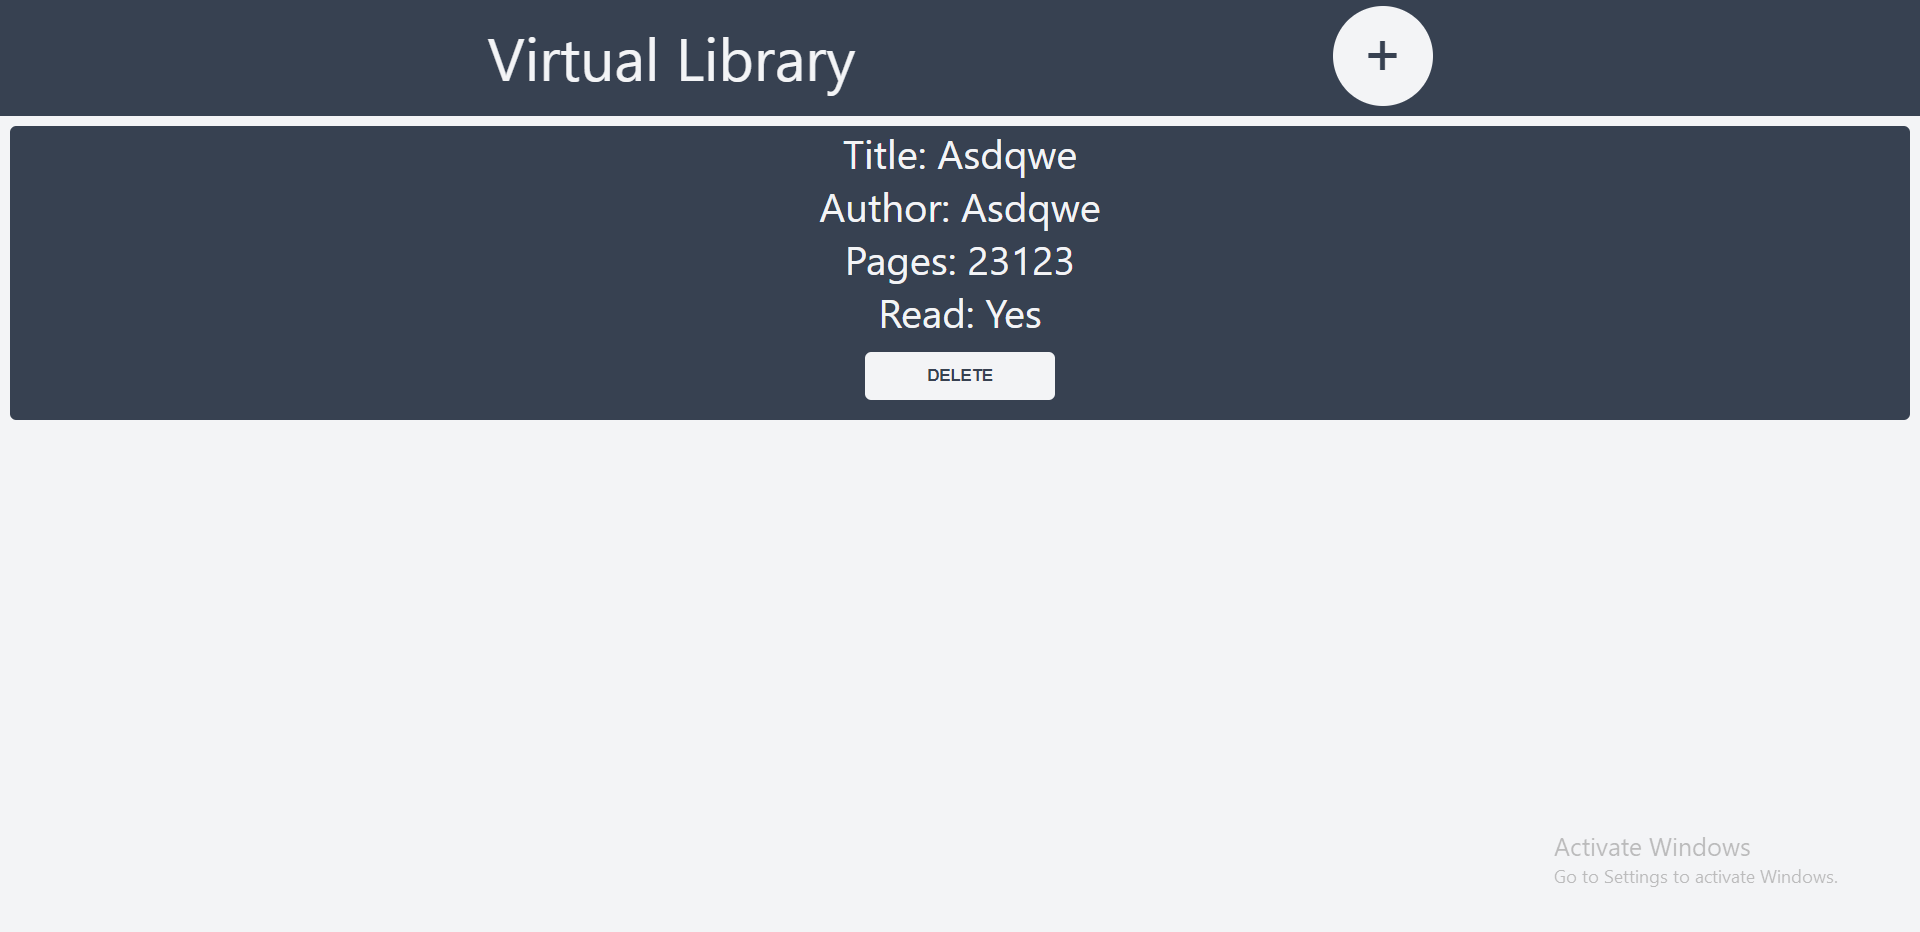 Virtual Library
+
Title: Asdqwe
Author: Asdqwe
Pages: 23123
Read: Yes
DELETE
Activate Windows
Go to Settings to activate Windows.